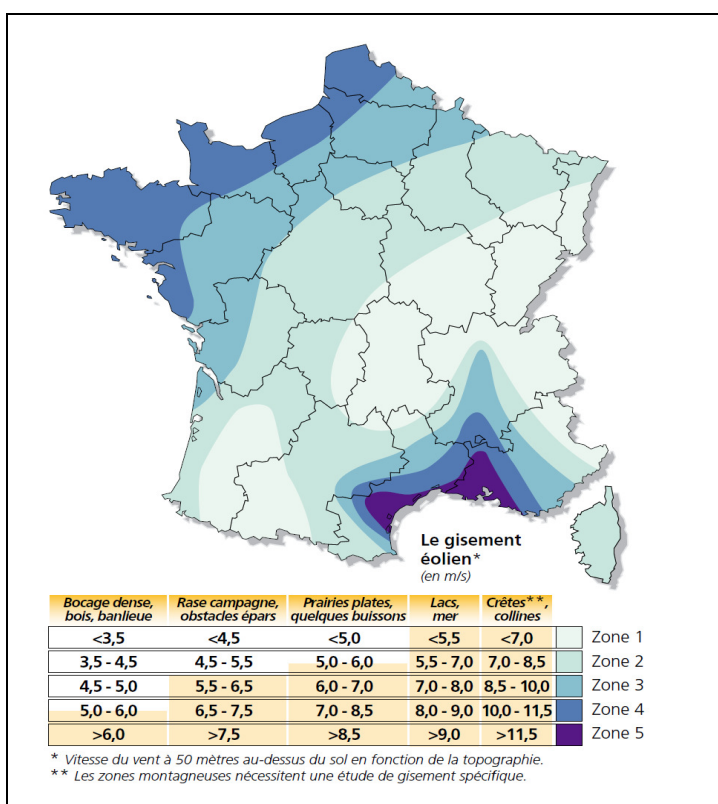 Le gisement
éolien*
(en m/s)
Bocage dense, bois, banlieue | Rase campagne, obstacles épars | Prairies plates, quelques buissons | Lacs, mer | Crêtes**, collines
<3,5 <4,5 <5,0 <5,5 <7,0 Zone 1
3,5 - 4,5 4,5 - 5,5 5,0 - 6,0 5,5 - 7,0 7,0 - 8,5 Zone 2
4,5 - 5,0 5,5 - 6,5 6,0 - 7,0 7,0 - 8,0 8,5 - 10,0 Zone 3
5,0 - 6,0 6,5 - 7,5 7,0 - 8,5 8,0 - 9,0 10,0 - 11,5 Zone 4
>6,0 >7,5 >8,5 >9,0 >11,5 Zone 5
* Vitesse du vent à 50 mètres au-dessus du sol en fonction de la topographie.
** Les zones montagneuses nécessitent une étude de gisement spécifique.